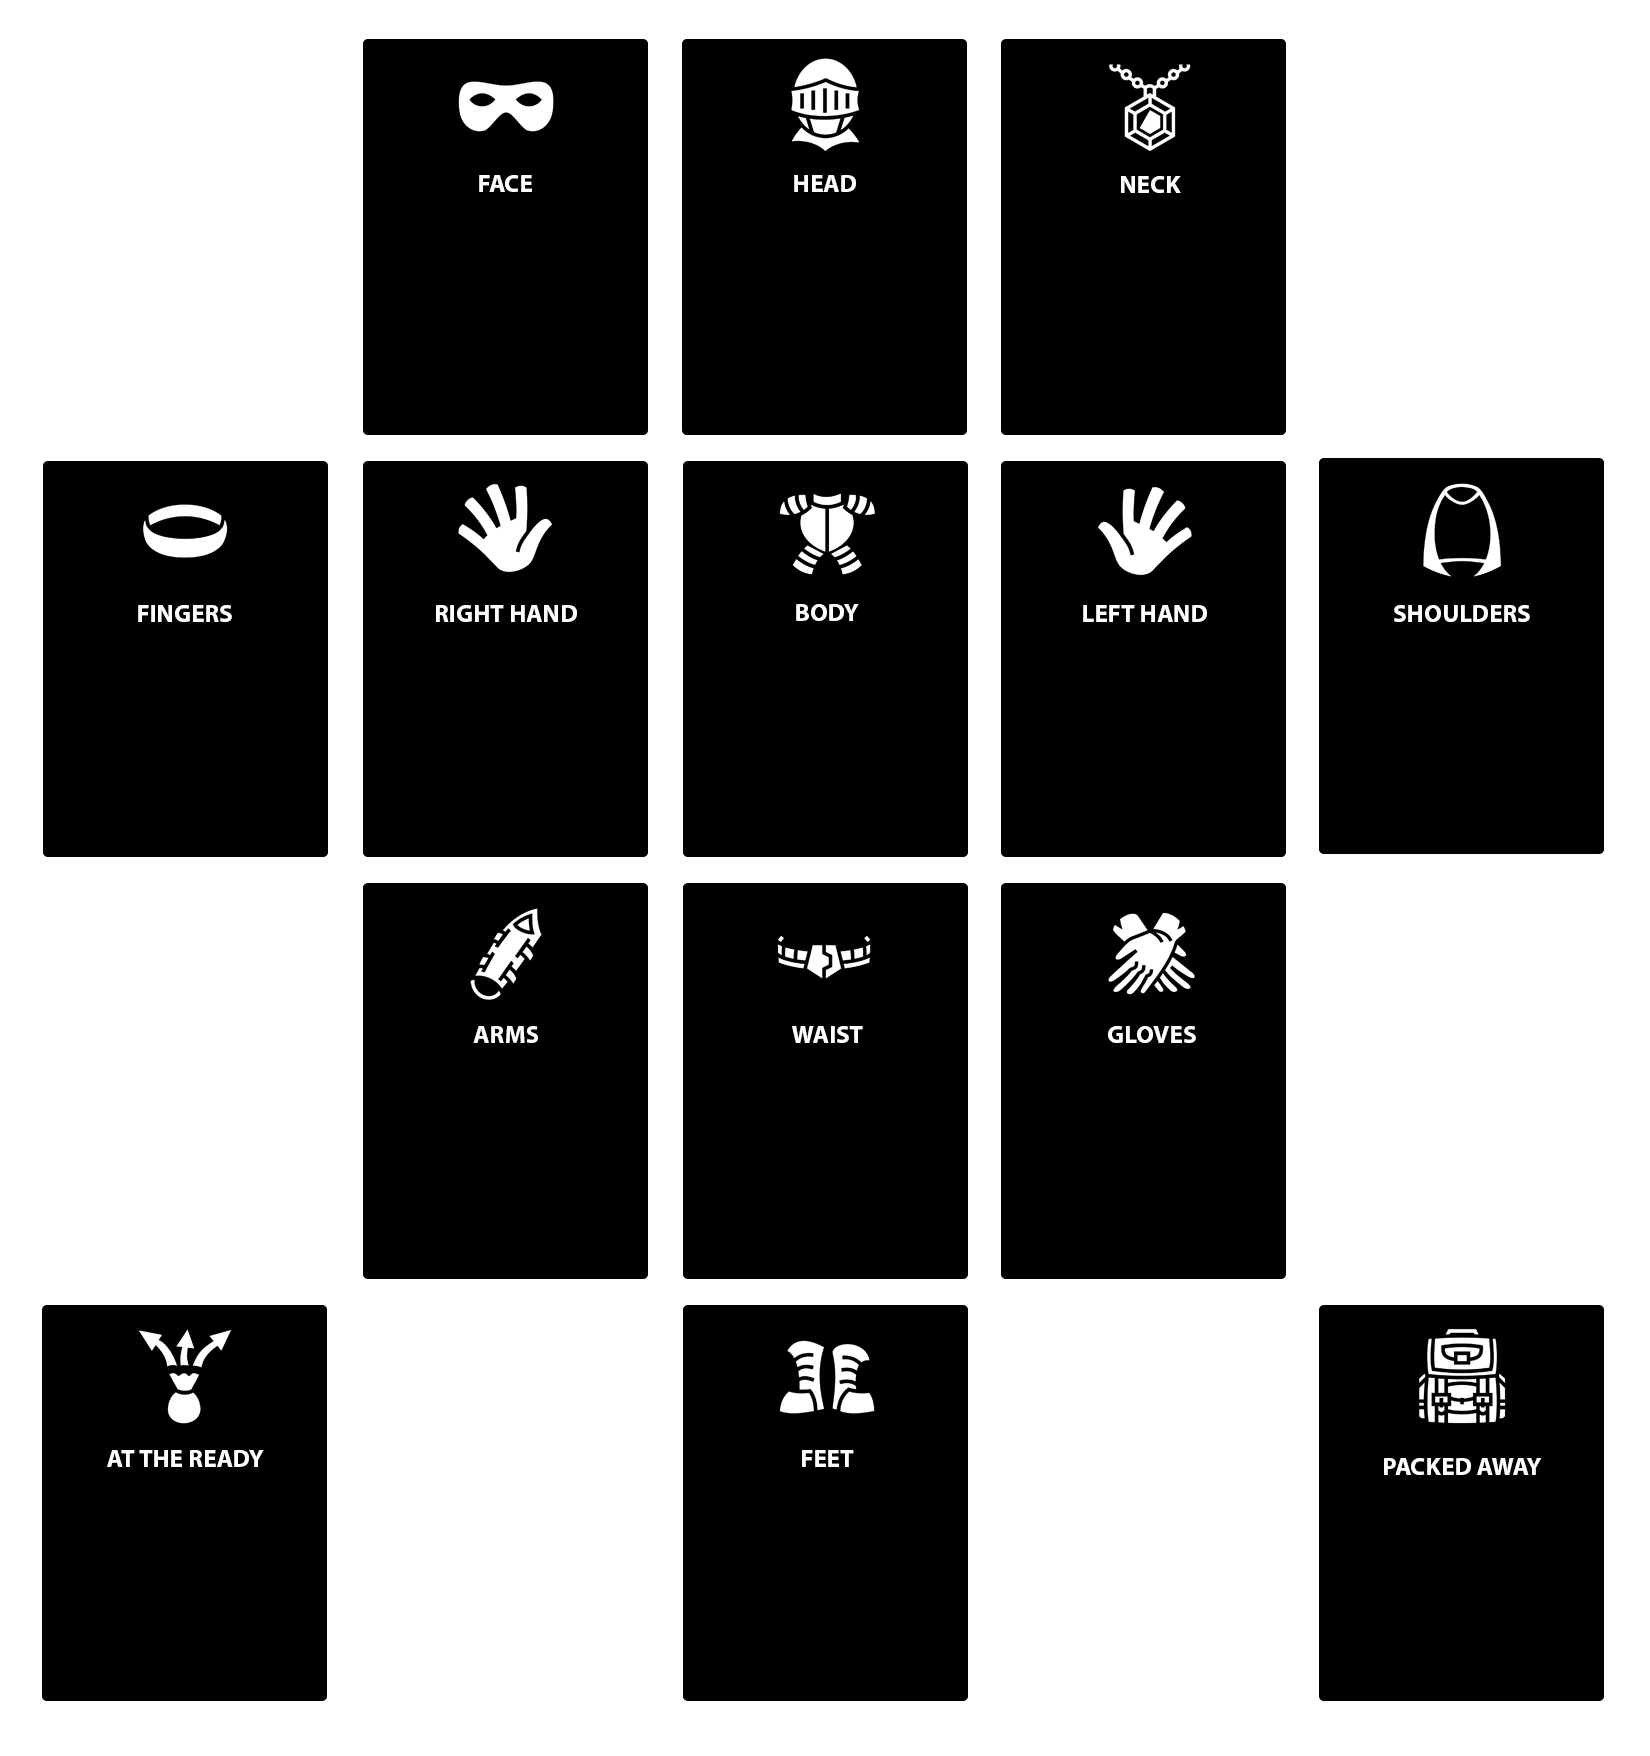 FACE
HEAD
NECK
FINGERS
RIGHT HAND
BODY
LEFT HAND
SHOULDERS
ARMS
WAIST
GLOVES
AT THE READY
FEET
PACKED AWAY